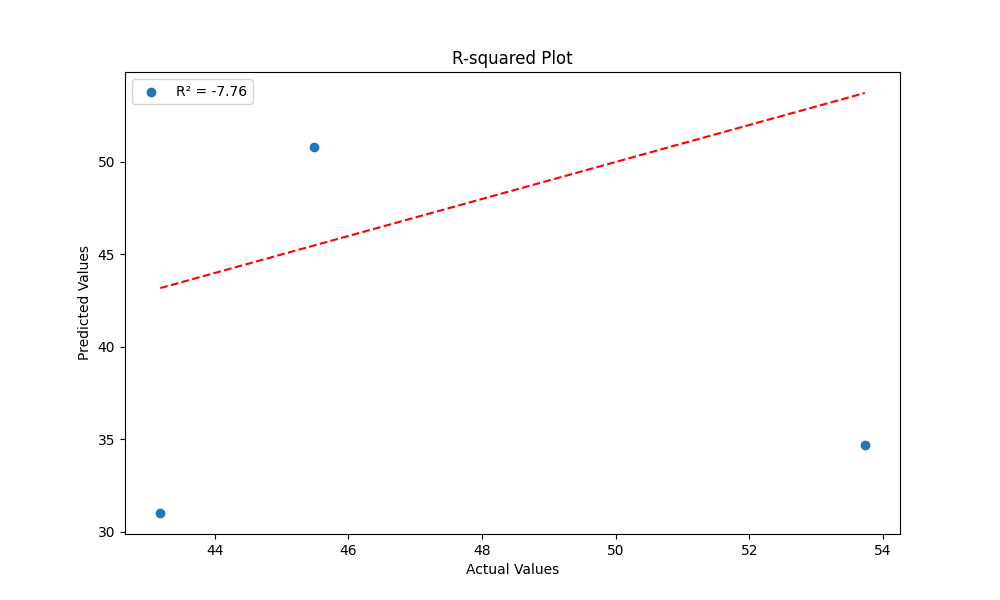 R-squared Plot
R² = -7.76
Predicted Values
50
45
40
35
30
44 46 48 50 52 54
Actual Values